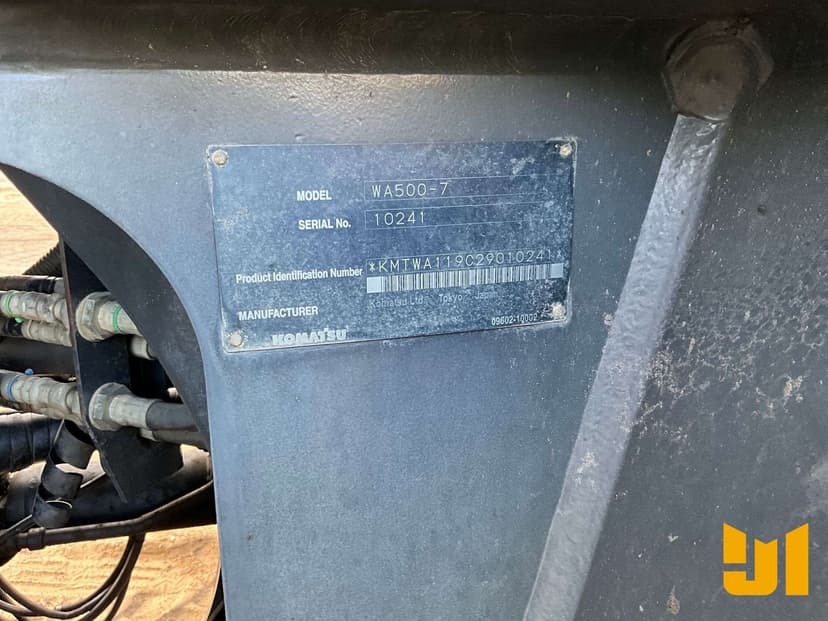 MODEL WA500-7
SERIAL No. 10241
Product Identification Number *KMTWA119C29010241*
MANUFACTURER Komatsu Ltd. Tokyo Japan
KOMATSU 09602-10002